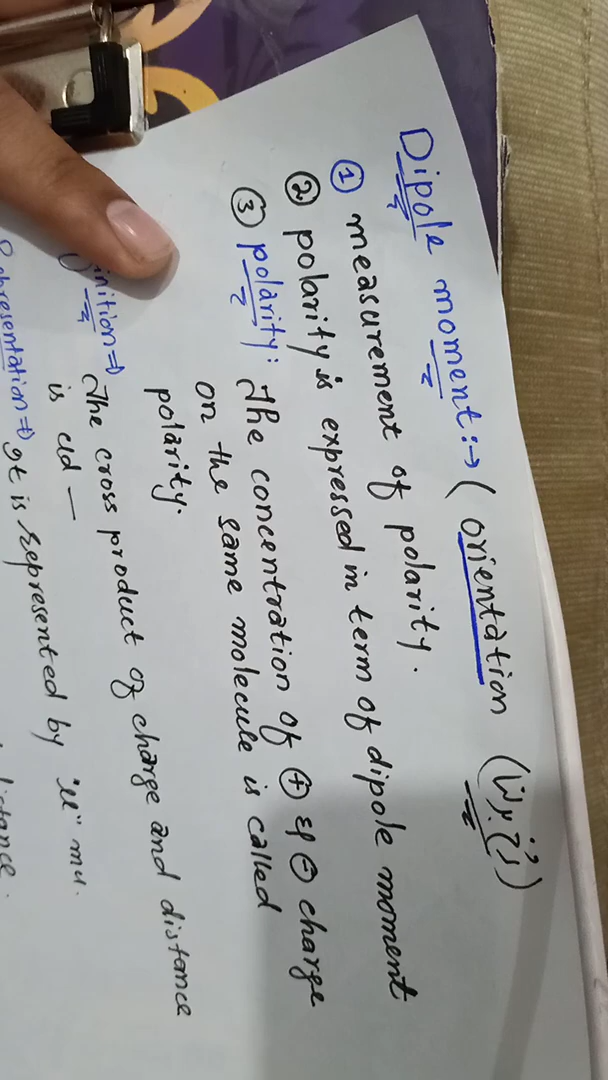 Dipole moment :→ (orientation
① measurement of polarity.
② polarity is expressed in term of dipole moment
③ polarity: The concentration of ⊕ & ⊖ charge
on the same molecule is called
polarity.
The cross product of charge and distance
is cld —
representation ⇒ It is represented by "μ" mu.
distance.